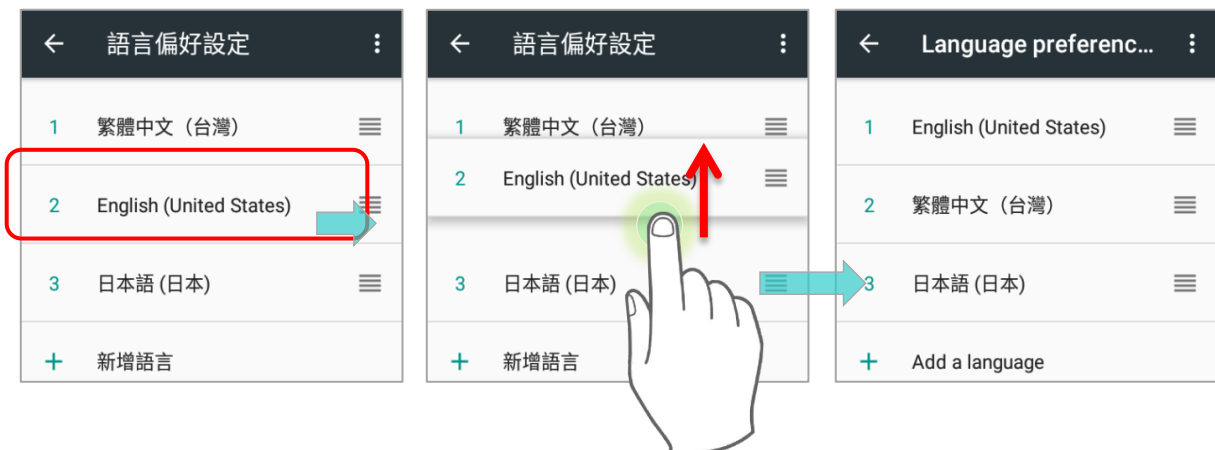 語言偏好設定
1 繁體中文（台灣）
2 English (United States)
3 日本語 (日本)
+ 新增語言
語言偏好設定
1 繁體中文（台灣）
2 English (United States)
3 日本語 (日本)
+ 新增語言
Language preferenc...
1 English (United States)
2 繁體中文（台灣）
3 日本語 (日本)
+ Add a language